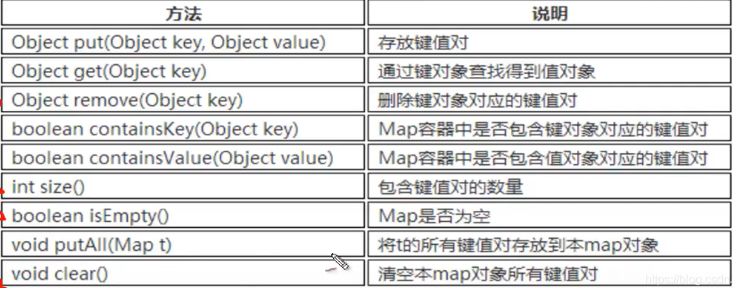 方法 说明
Object put(Object key, Object value) 存放键值对
Object get(Object key) 通过键对象查找得到值对象
Object remove(Object key) 删除键对象对应的键值对
boolean containsKey(Object key) Map容器中是否包含键对象对应的键值对
boolean containsValue(Object value) Map容器中是否包含值对象对应的键值对
int size() 包含键值对的数量
boolean isEmpty() Map是否为空
void putAll(Map t) 将t的所有键值对存放到本map对象
void clear() 清空本map对象所有键值对